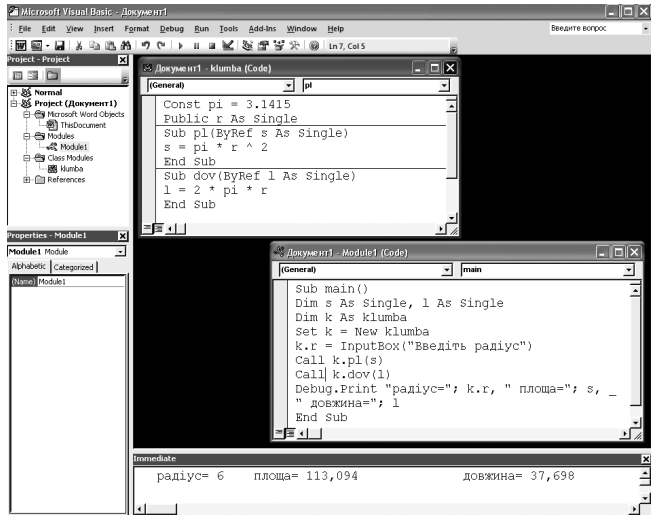 Microsoft Visual Basic - Документ1
File Edit View Insert Format Debug Run Tools Add-Ins Window Help
Введите вопрос
Ln 7, Col 5
Project - Project
Normal
Project (Документ1)
Microsoft Word Objects
ThisDocument
Modules
Module1
Class Modules
klumba
References
Properties - Module1
Module1 Module
Alphabetic Categorized
(Name) Module1
Документ1 - klumba (Code)
(General) pl
Const pi = 3.1415
Public r As Single
Sub pl(ByRef s As Single)
s = pi * r ^ 2
End Sub
Sub dov(ByRef l As Single)
l = 2 * pi * r
End Sub
Документ1 - Module1 (Code)
(General) main
Sub main()
Dim s As Single, l As Single
Dim k As klumba
Set k = New klumba
k.r = InputBox("Введіть радіус")
Call k.pl(s)
Call k.dov(l)
Debug.Print "радіус="; k.r, " площа="; s, _
" довжина="; l
End Sub
Immediate
радіус= 6 площа= 113,094 довжина= 37,698